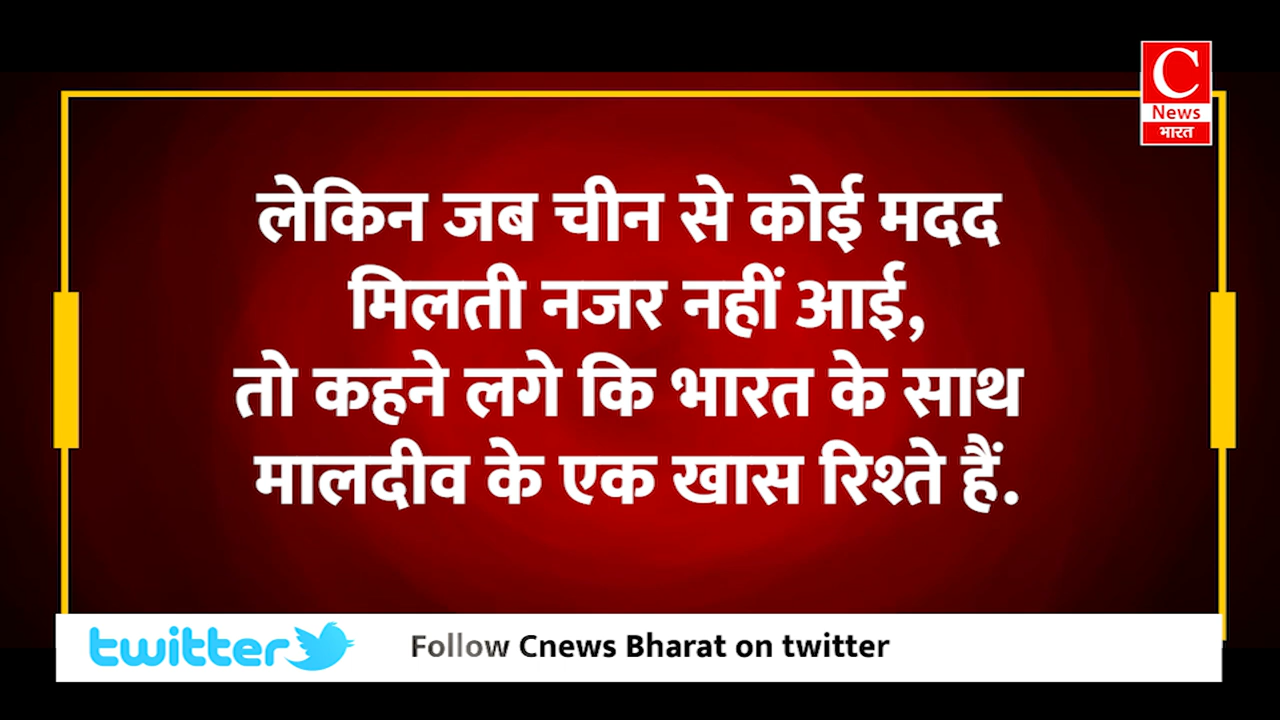 C
News
भारत
लेकिन जब चीन से कोई मदद
मिलती नजर नहीं आई,
तो कहने लगे कि भारत के साथ
मालदीव के एक खास रिश्ते हैं.
twitter
Follow Cnews Bharat on twitter